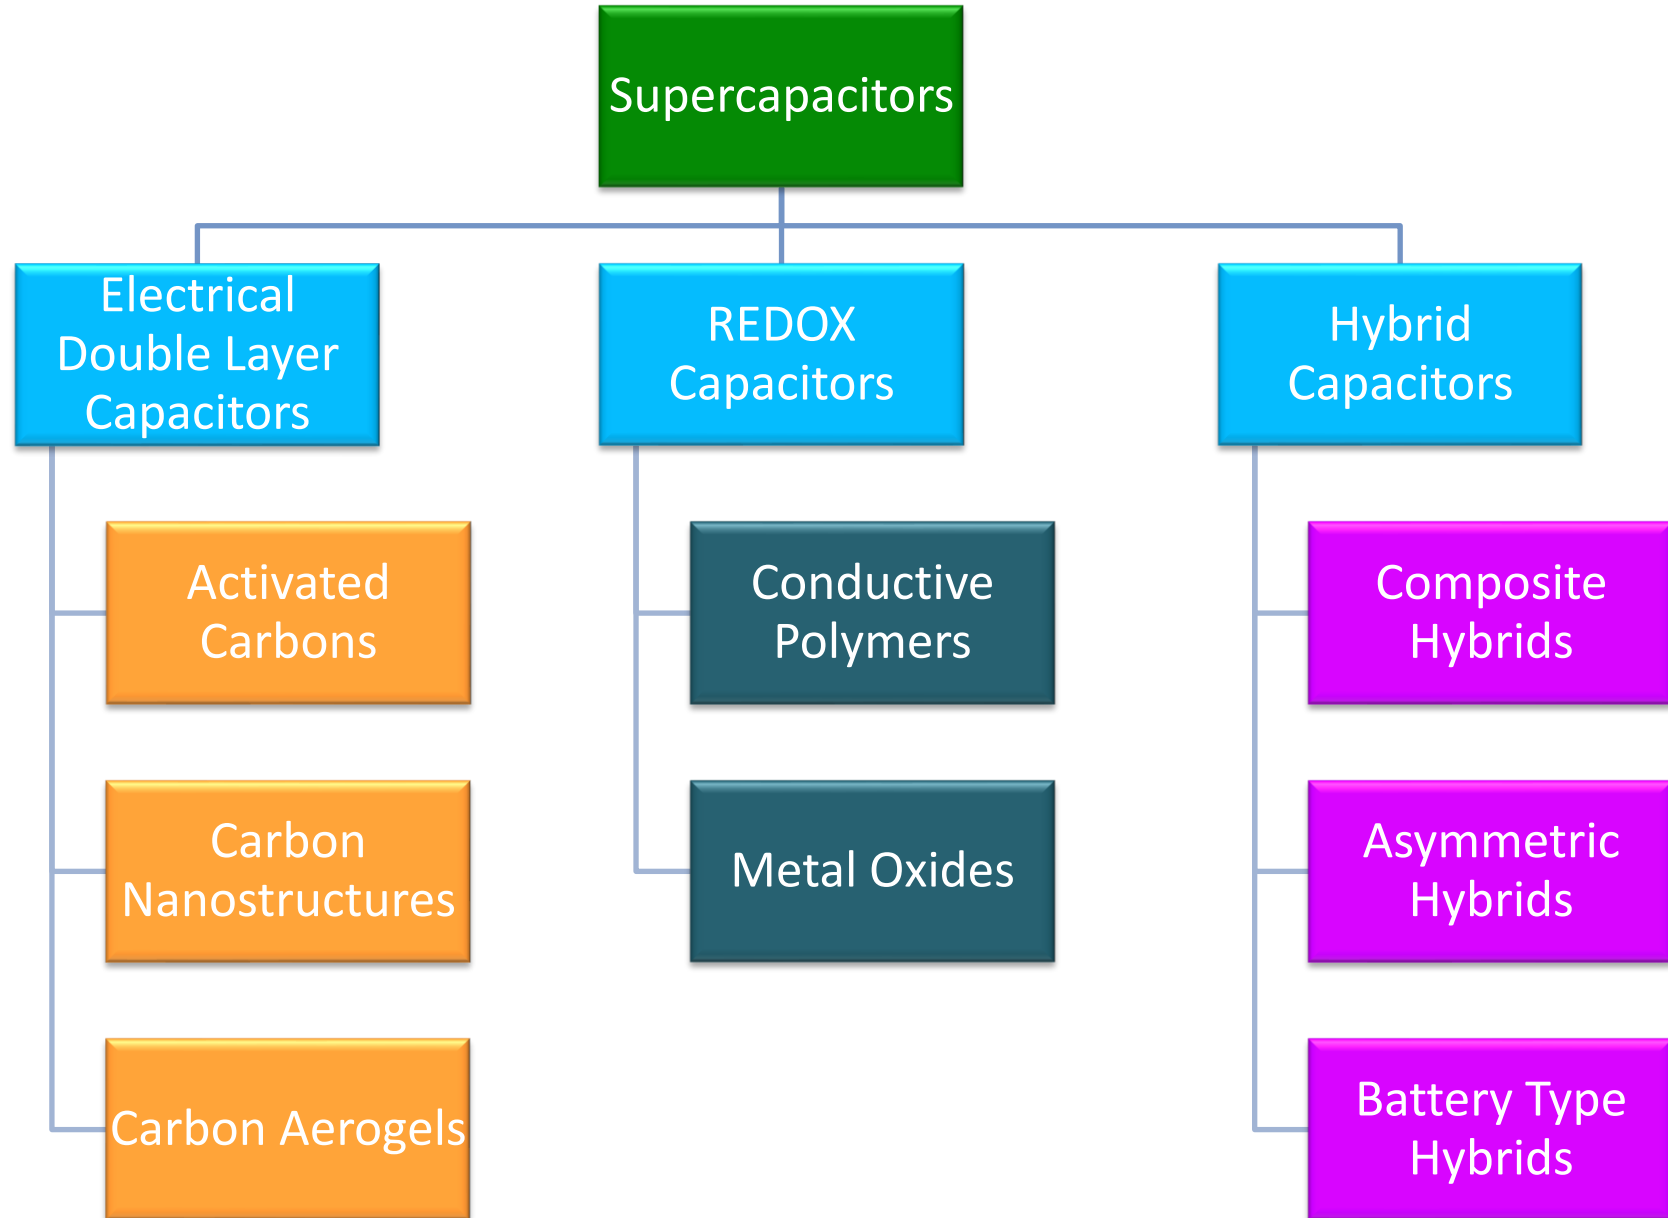 Supercapacitors
Electrical
Double Layer
Capacitors
REDOX
Capacitors
Hybrid
Capacitors
Activated
Carbons
Conductive
Polymers
Composite
Hybrids
Carbon
Nanostructures
Metal Oxides
Asymmetric
Hybrids
Carbon Aerogels
Battery Type
Hybrids